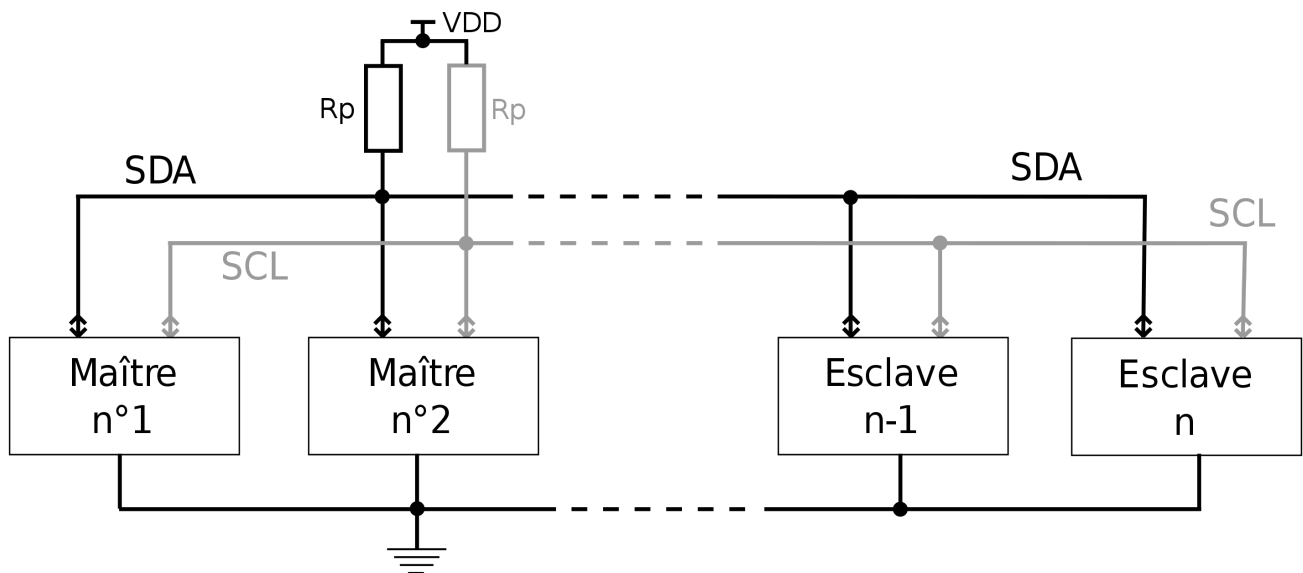 VDD
Rp
Rp
SDA
SDA
SCL
SCL
Maître
n°1
Maître
n°2
Esclave
n-1
Esclave
n